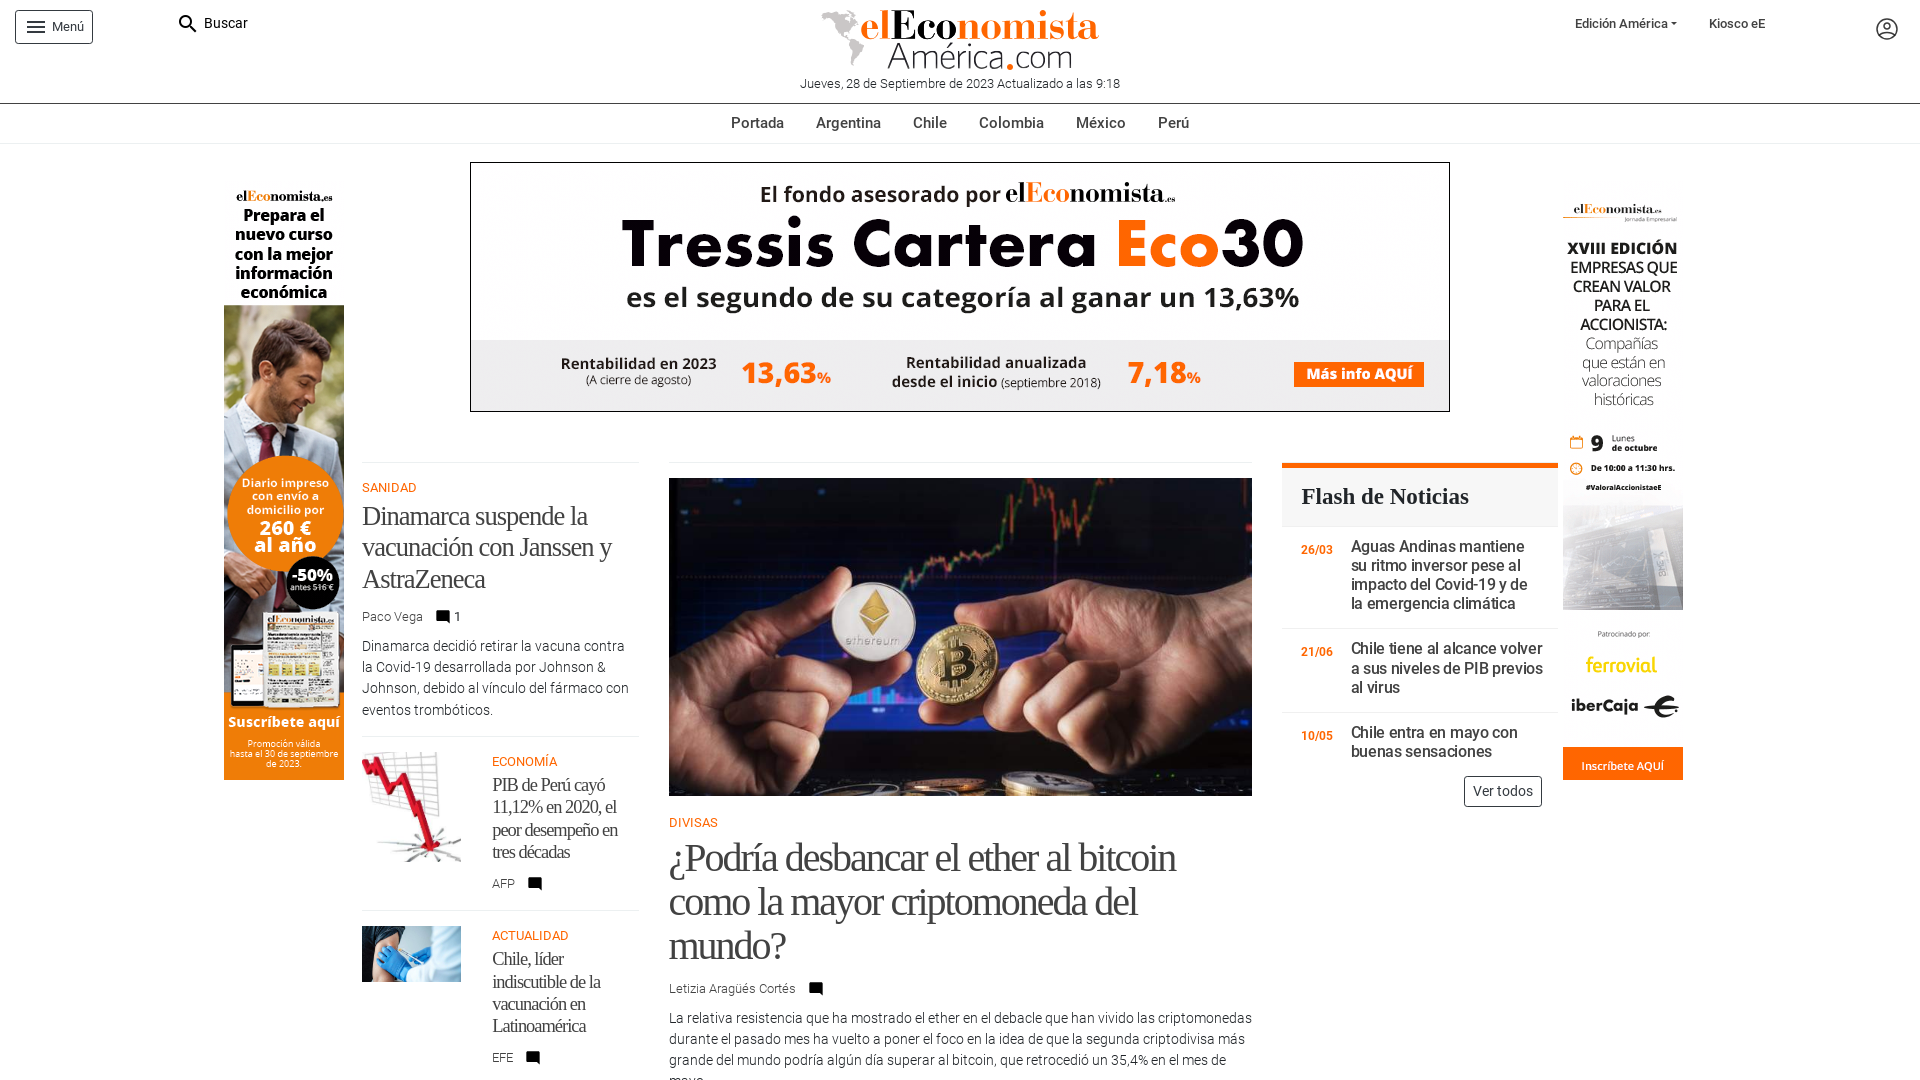 Menú
Buscar
elEconomista
América.com
Jueves, 28 de Septiembre de 2023 Actualizado a las 9:18
Edición América
Kiosco eE
Portada
Argentina
Chile
Colombia
México
Perú
elEconomista.es
Prepara el
nuevo curso
con la mejor
información
económica
Diario impreso
con envío a
domicilio por
260 €
al año
-50%
antes 516 €
elEconomista.es
Suscríbete aquí
Promoción válida
hasta el 30 de septiembre
de 2023.
El fondo asesorado por elEconomista.es
Tressis Cartera Eco30
es el segundo de su categoría al ganar un 13,63%
Rentabilidad en 2023
(A cierre de agosto)
13,63%
Rentabilidad anualizada
desde el inicio (septiembre 2018)
7,18%
Más info AQUÍ
elEconomista.es
Jornada Empresarial
XVIII EDICIÓN
EMPRESAS QUE
CREAN VALOR
PARA EL
ACCIONISTA:
Compañías
que están en
valoraciones
históricas
9 Lunes
de octubre
De 10:00 a 11:30 hrs.
#ValoralAccionistaeE
Patrocinado por:
ferrovial
iberCaja
Inscríbete AQUÍ
SANIDAD
Dinamarca suspende la
vacunación con Janssen y
AstraZeneca
Paco Vega 1
Dinamarca decidió retirar la vacuna contra
la Covid-19 desarrollada por Johnson &
Johnson, debido al vínculo del fármaco con
eventos trombóticos.
ECONOMÍA
PIB de Perú cayó
11,12% en 2020, el
peor desempeño en
tres décadas
AFP
ACTUALIDAD
Chile, líder
indiscutible de la
vacunación en
Latinoamérica
EFE
ethereum
DIVISAS
¿Podría desbancar el ether al bitcoin
como la mayor criptomoneda del
mundo?
Letizia Aragüés Cortés
La relativa resistencia que ha mostrado el ether en el debacle que han vivido las criptomonedas
durante el pasado mes ha vuelto a poner el foco en la idea de que la segunda criptodivisa más
grande del mundo podría algún día superar al bitcoin, que retrocedió un 35,4% en el mes de
mayo
Flash de Noticias
26/03
Aguas Andinas mantiene
su ritmo inversor pese al
impacto del Covid-19 y de
la emergencia climática
21/06
Chile tiene al alcance volver
a sus niveles de PIB previos
al virus
10/05
Chile entra en mayo con
buenas sensaciones
Ver todos